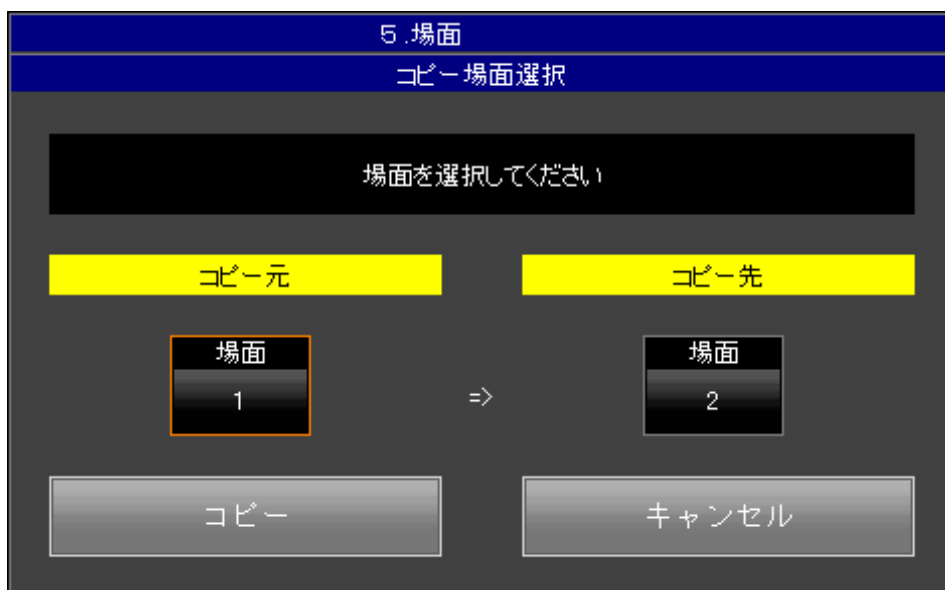 ５.場面
コピー場面選択
場面を選択してください
コピー元
コピー先
場面
1
=>
場面
2
コピー
キャンセル